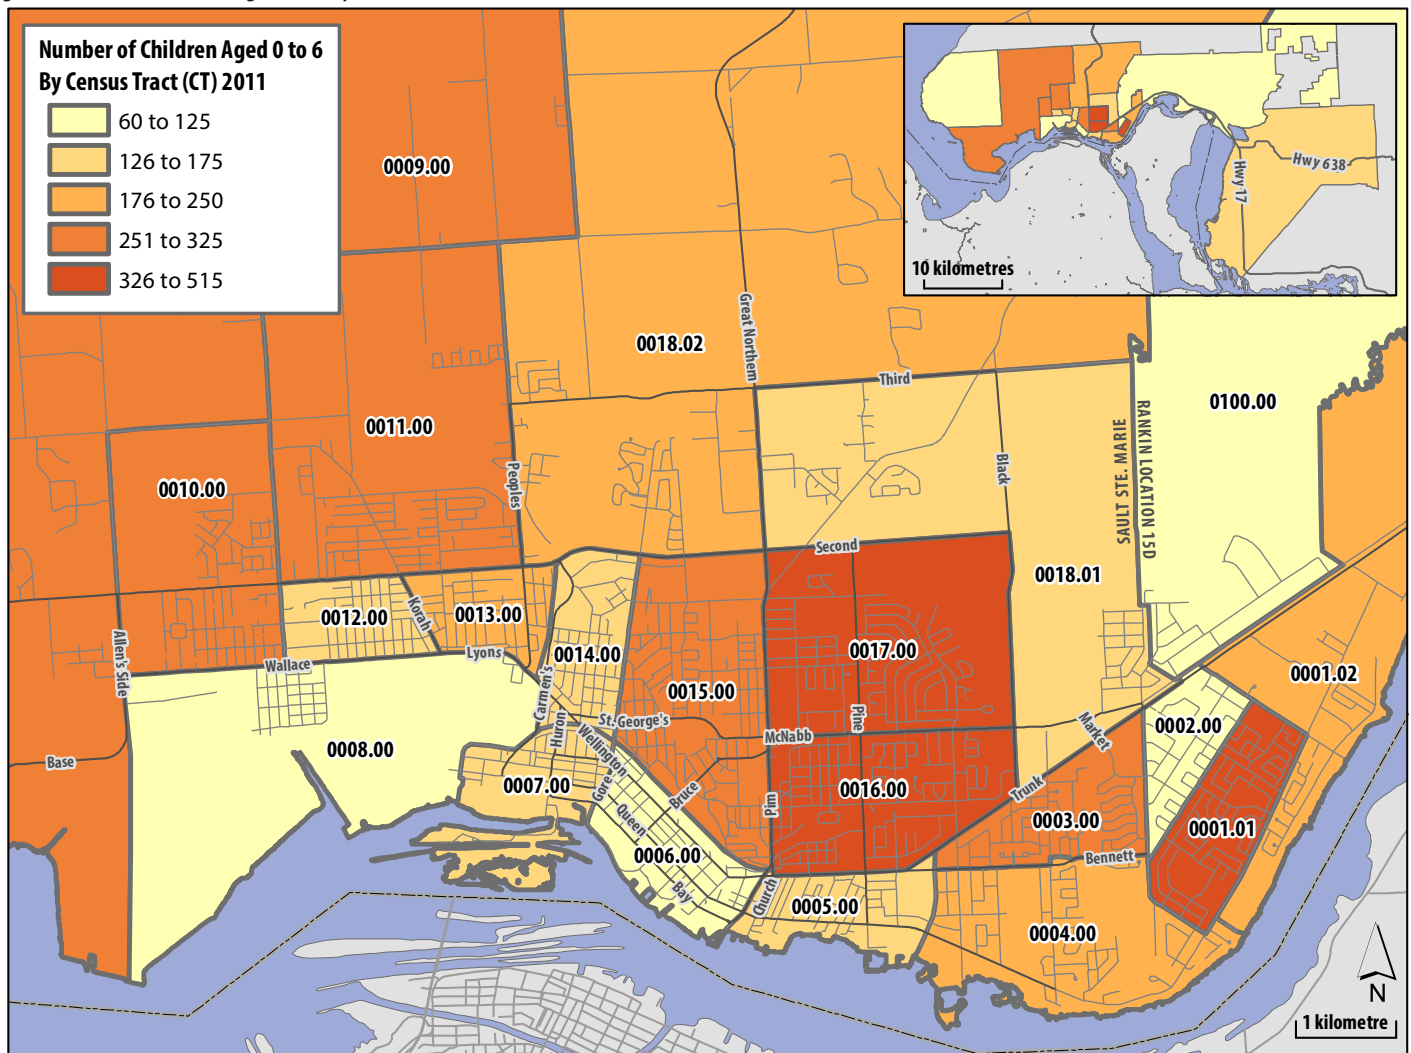 Number of Children Aged 0 to 6
By Census Tract (CT) 2011
60 to 125
126 to 175
176 to 250
251 to 325
326 to 515
Hwy 638
Hwy 17
10 kilometres
0009.00
Great Northern
0018.02
Third
0100.00
0011.00
Peoples
Black
SAULT STE. MARIE
RANKIN LOCATION 15D
0010.00
Second
0018.01
0012.00
Korah
0013.00
Allen's Side
Wallace
Lyons
0014.00
Carmen's
0017.00
0001.02
0015.00
St. George's
Pine
McNabb
Market
0002.00
Huron
Wellington
0008.00
Base
0007.00
Gore
Bruce
Pim
0016.00
Trunk
Queen
0003.00
0001.01
0006.00
Bennett
Bay
Church
0005.00
0004.00
N
1 kilometre